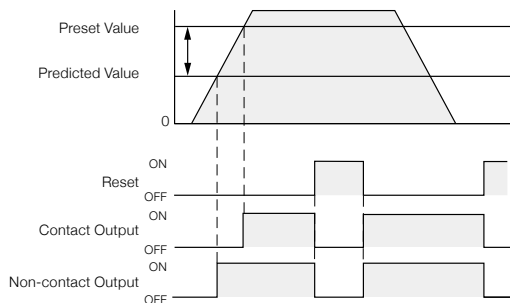 Preset Value
Predicted Value
0
ON
Reset
OFF
ON
Contact Output
OFF
ON
Non-contact Output
OFF